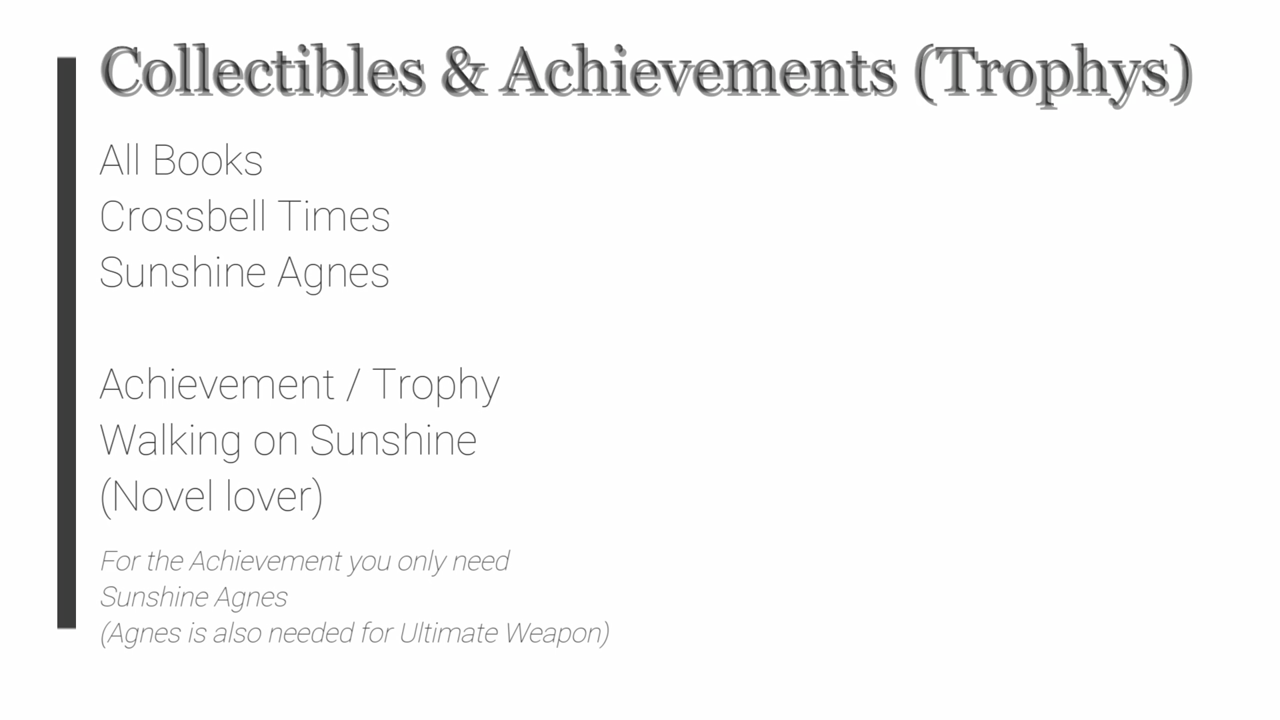 Collectibles & Achievements (Trophys)
All Books
Crossbell Times
Sunshine Agnes
Achievement / Trophy
Walking on Sunshine
(Novel lover)
For the Achievement you only need
Sunshine Agnes
(Agnes is also needed for Ultimate Weapon)